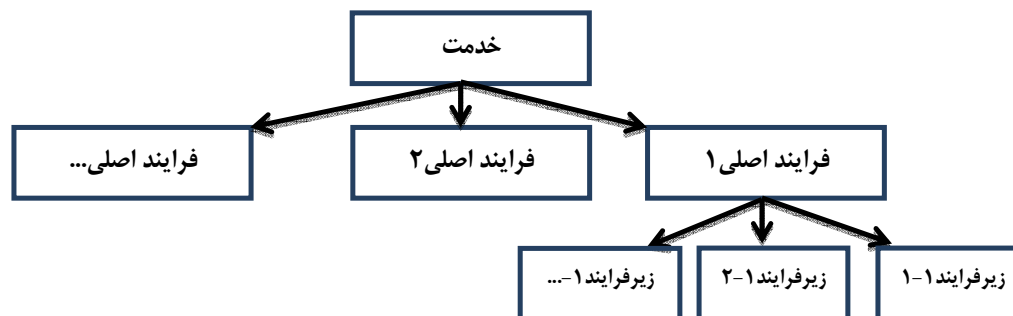 خدمت
فرایند اصلی۱
فرایند اصلی۲
فرایند اصلی...
زیرفرایند۱-۱
زیرفرایند۱-۲
زیرفرایند۱-...